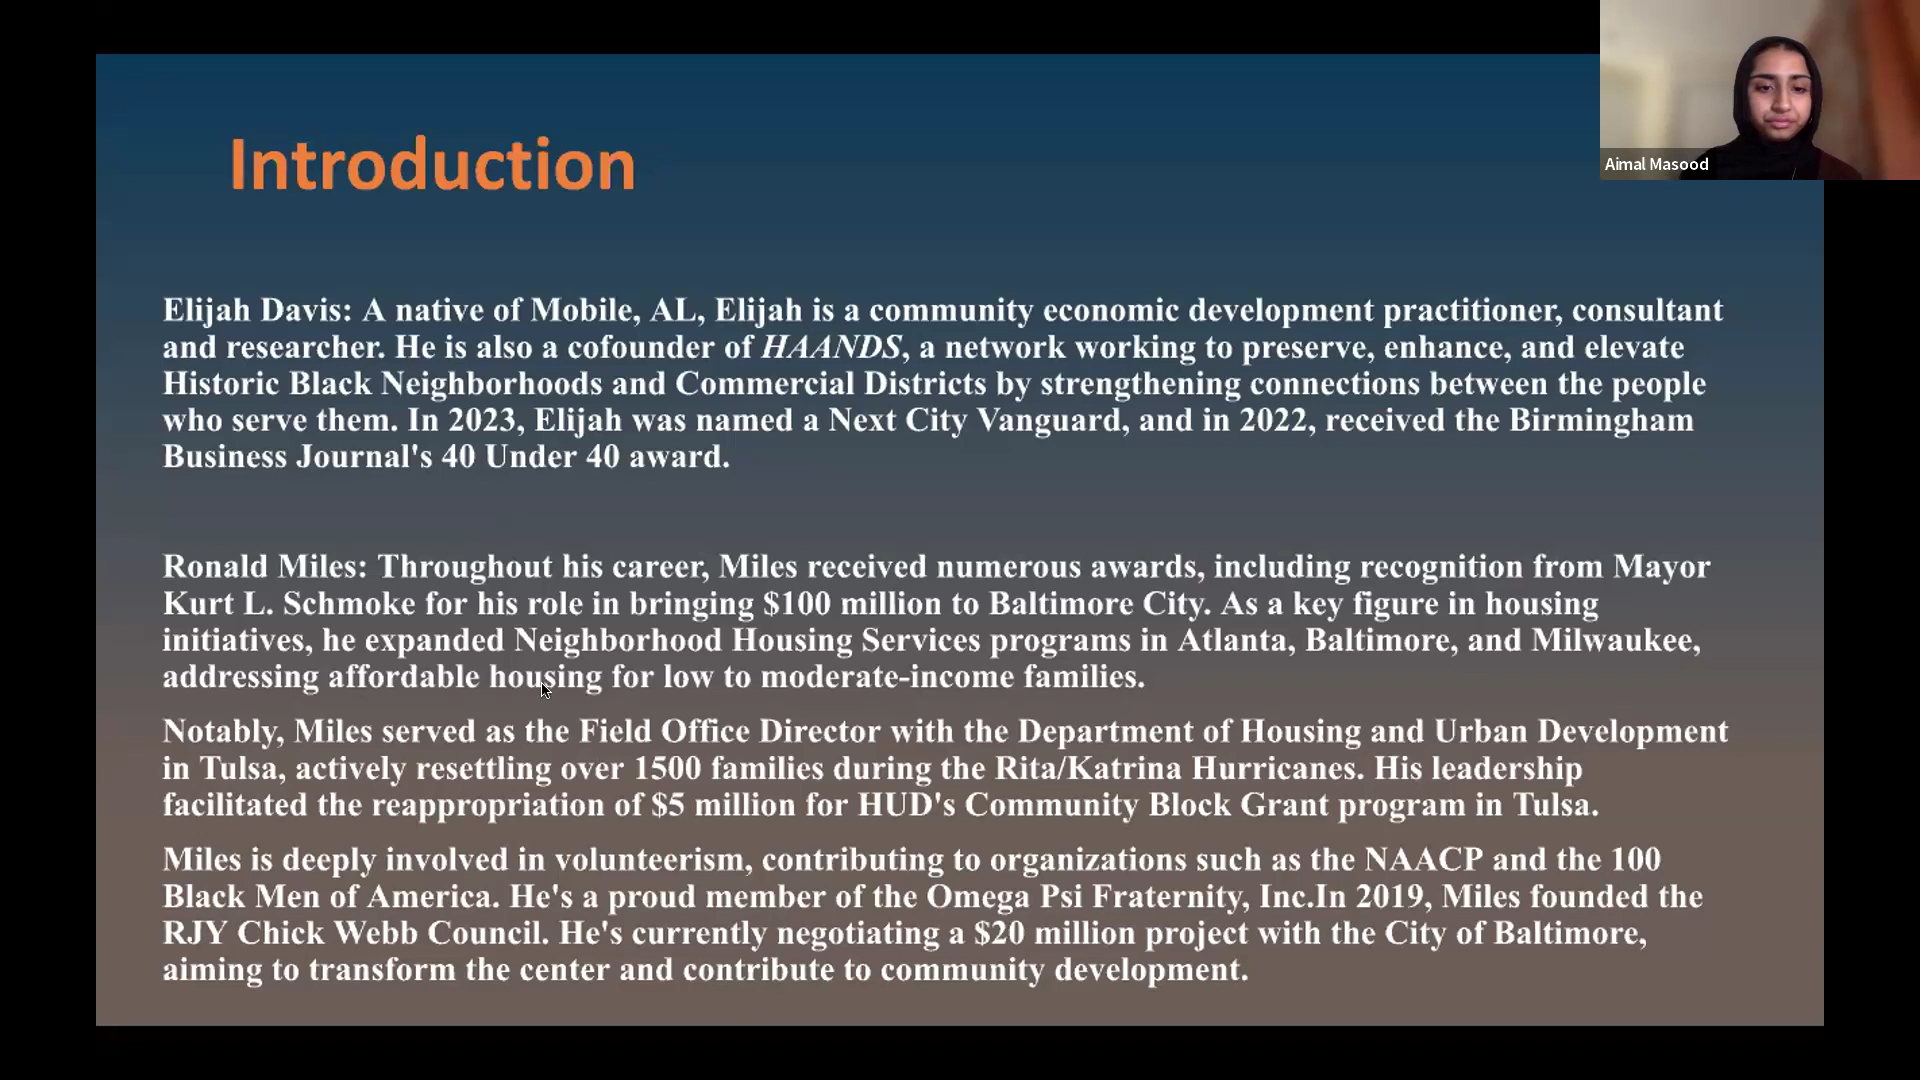 Introduction
Aimal Masood
Elijah Davis: A native of Mobile, AL, Elijah is a community economic development practitioner, consultant
and researcher. He is also a cofounder of HAANDS, a network working to preserve, enhance, and elevate
Historic Black Neighborhoods and Commercial Districts by strengthening connections between the people
who serve them. In 2023, Elijah was named a Next City Vanguard, and in 2022, received the Birmingham
Business Journal's 40 Under 40 award.
Ronald Miles: Throughout his career, Miles received numerous awards, including recognition from Mayor
Kurt L. Schmoke for his role in bringing $100 million to Baltimore City. As a key figure in housing
initiatives, he expanded Neighborhood Housing Services programs in Atlanta, Baltimore, and Milwaukee,
addressing affordable housing for low to moderate-income families.
Notably, Miles served as the Field Office Director with the Department of Housing and Urban Development
in Tulsa, actively resettling over 1500 families during the Rita/Katrina Hurricanes. His leadership
facilitated the reappropriation of $5 million for HUD's Community Block Grant program in Tulsa.
Miles is deeply involved in volunteerism, contributing to organizations such as the NAACP and the 100
Black Men of America. He's a proud member of the Omega Psi Fraternity, Inc.In 2019, Miles founded the
RJY Chick Webb Council. He's currently negotiating a $20 million project with the City of Baltimore,
aiming to transform the center and contribute to community development.